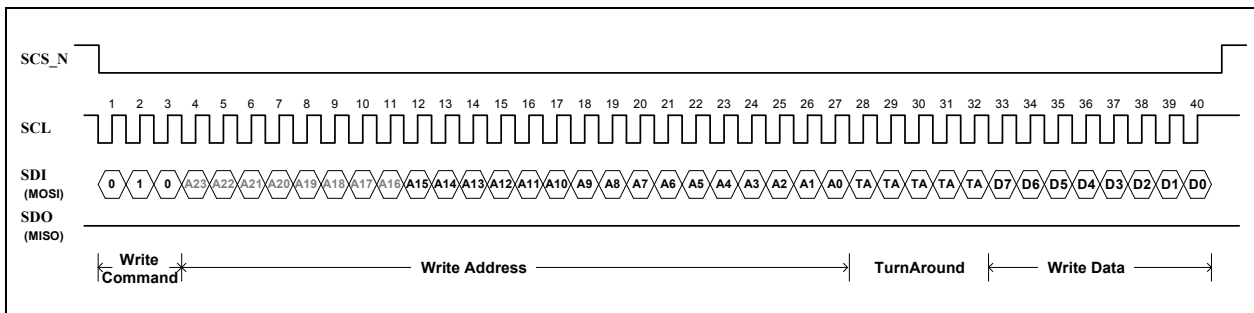 SCS_N
1 2 3 4 5 6 7 8 9 10 11 12 13 14 15 16 17 18 19 20 21 22 23 24 25 26 27 28 29 30 31 32 33 34 35 36 37 38 39 40
SCL
SDI 0 1 0 A23 A22 A21 A20 A19 A18 A17 A16 A15 A14 A13 A12 A11 A10 A9 A8 A7 A6 A5 A4 A3 A2 A1 A0 TA TA TA TA TA D7 D6 D5 D4 D3 D2 D1 D0
(MOSI)
SDO
(MISO)
Write
Command
Write Address
TurnAround
Write Data